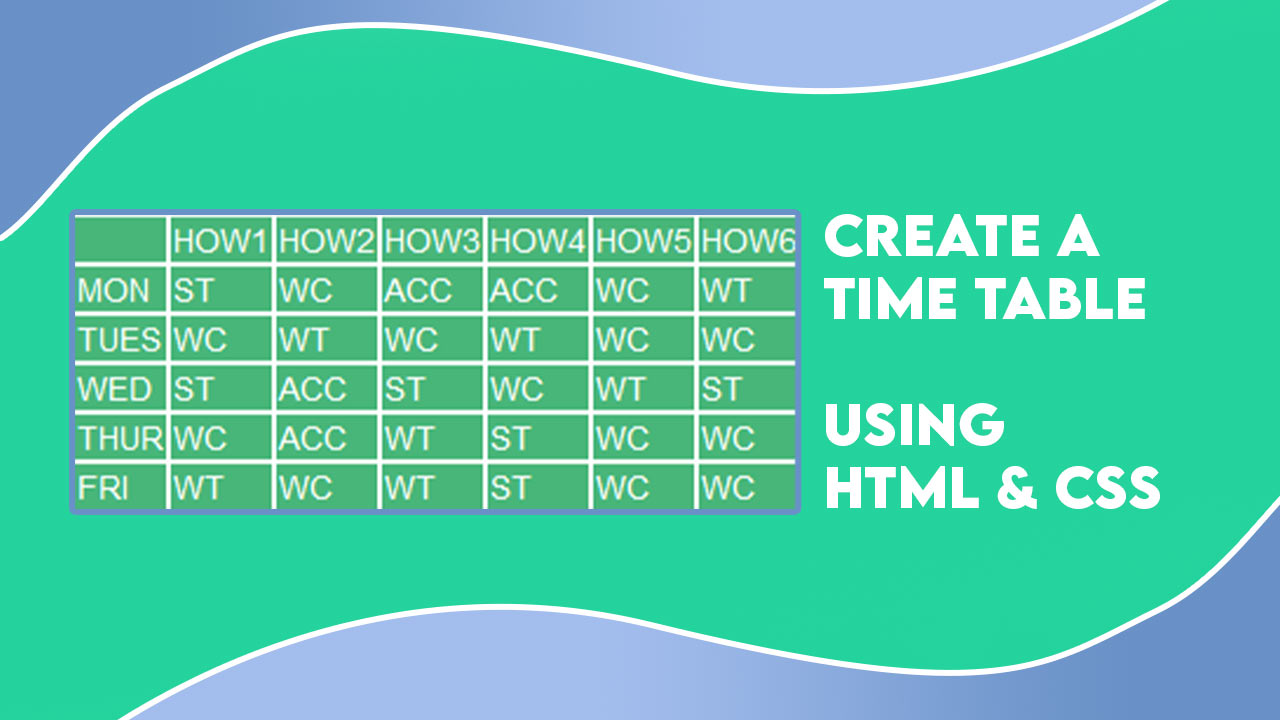 HOW1 HOW2 HOW3 HOW4 HOW5 HOW6
MON ST WC ACC ACC WC WT
TUES WC WT WC WT WC WC
WED ST ACC ST WC WT ST
THUR WC ACC WT ST WC WC
FRI WT WC WT ST WC WC
CREATE A
TIME TABLE
USING
HTML & CSS